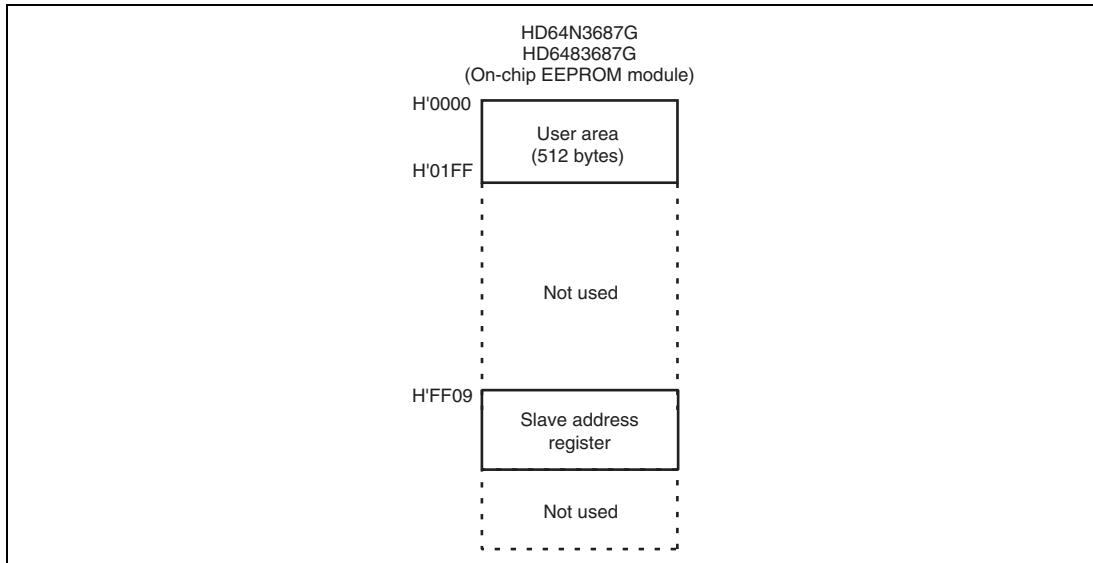 HD64N3687G
HD6483687G
(On-chip EEPROM module)
H'0000
User area
(512 bytes)
H'01FF
Not used
H'FF09
Slave address
register
Not used